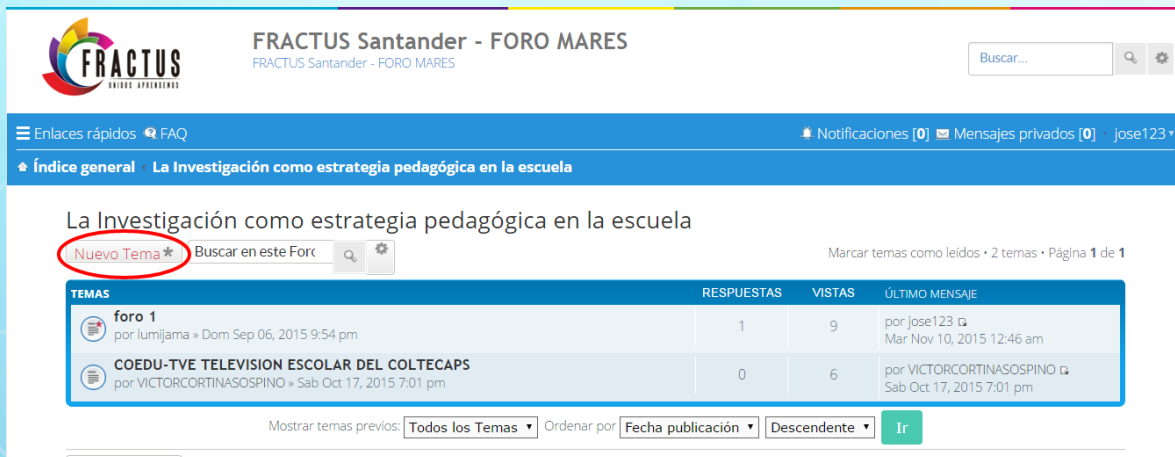 FRACTUS
UNIDOS APRENDEMOS
FRACTUS Santander - FORO MARES
FRACTUS Santander - FORO MARES
Buscar...
Enlaces rápidos FAQ
Notificaciones [0] Mensajes privados [0] jose123
Índice general La Investigación como estrategia pedagógica en la escuela
La Investigación como estrategia pedagógica en la escuela
Nuevo Tema* Buscar en este Foro
Marcar temas como leídos • 2 temas • Página 1 de 1
TEMAS RESPUESTAS VISTAS ÚLTIMO MENSAJE
foro 1 1 9 por jose123
por lumijama » Dom Sep 06, 2015 9:54 pm Mar Nov 10, 2015 12:46 am
COEDU-TVE TELEVISION ESCOLAR DEL COLTECAPS 0 6 por VICTORCORTINASOSPINO
por VICTORCORTINASOSPINO » Sab Oct 17, 2015 7:01 pm Sab Oct 17, 2015 7:01 pm
Mostrar temas previos: Todos los Temas Ordenar por Fecha publicación Descendente Ir